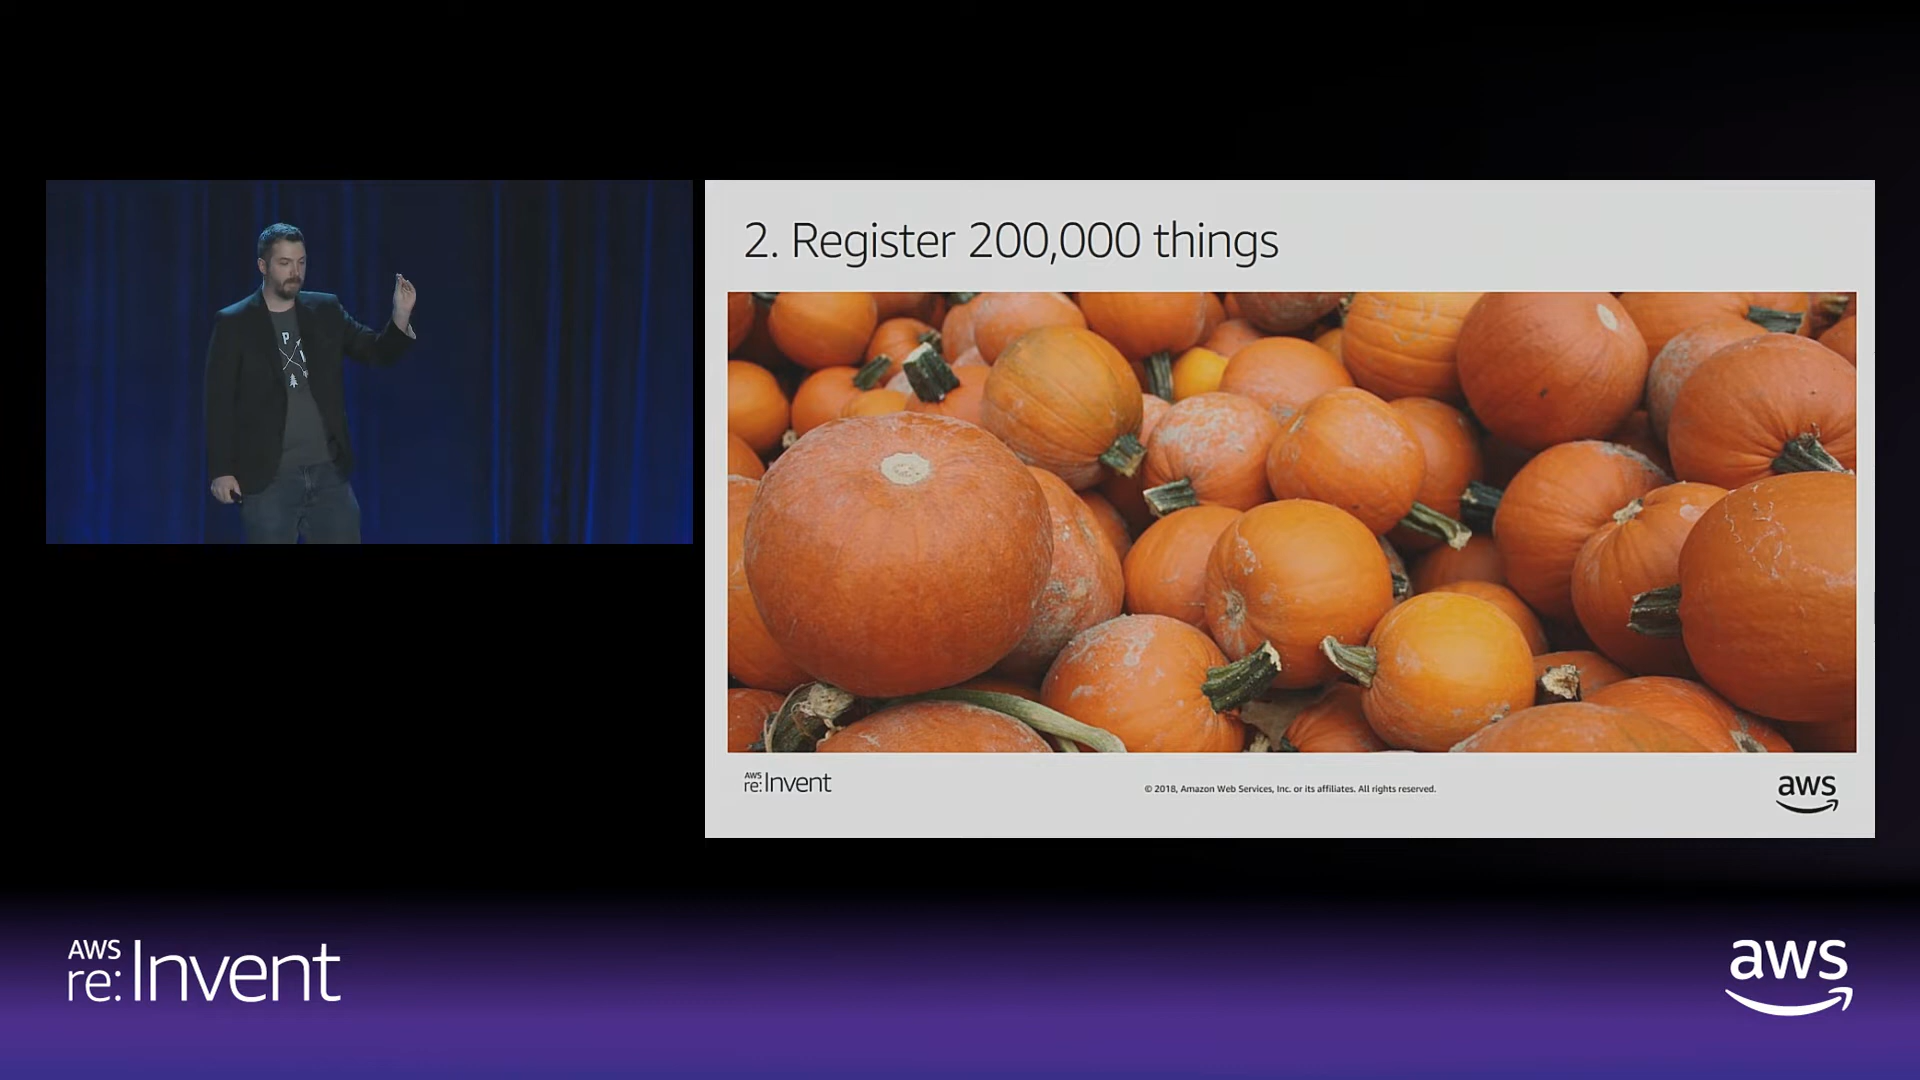 2. Register 200,000 things
AWS
re:Invent
© 2018, Amazon Web Services, Inc. or its affiliates. All rights reserved.
aws
AWS
re:Invent
aws